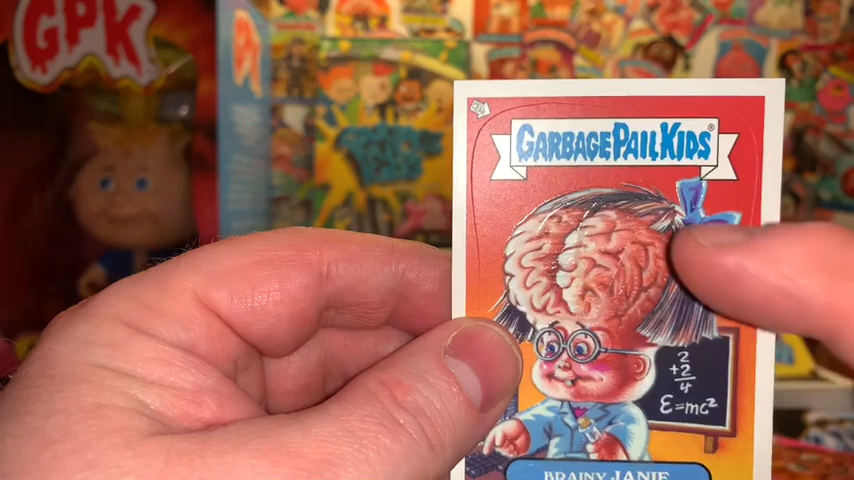 GPK
GARBAGE PAIL KIDS®
2
+2
4
E=mc²
BRAINY JANIE